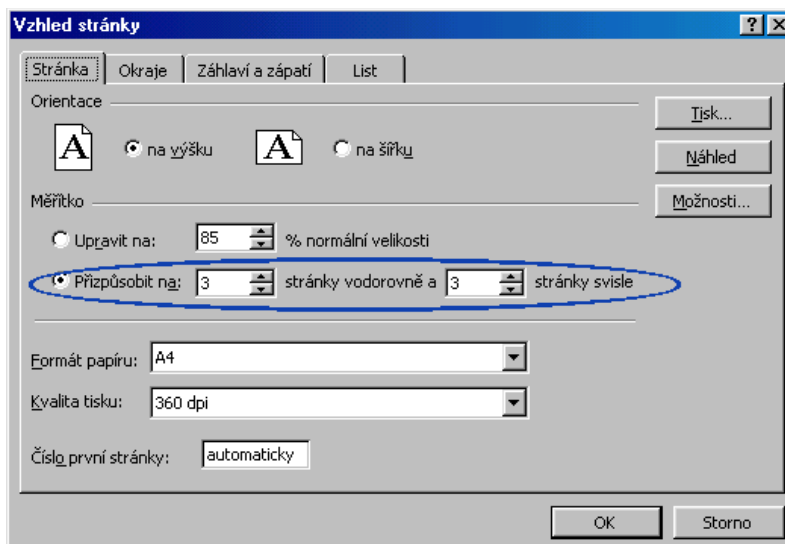 Vzhled stránky
Stránka Okraje Záhlaví a zápatí List
Orientace
A na výšku A na šířku
Měřítko
Upravit na: 85 % normální velikosti
Přizpůsobit na: 3 stránky vodorovně a 3 stránky svisle
Formát papíru: A4
Kvalita tisku: 360 dpi
Číslo první stránky: automaticky
Tisk...
Náhled
Možnosti...
OK Storno